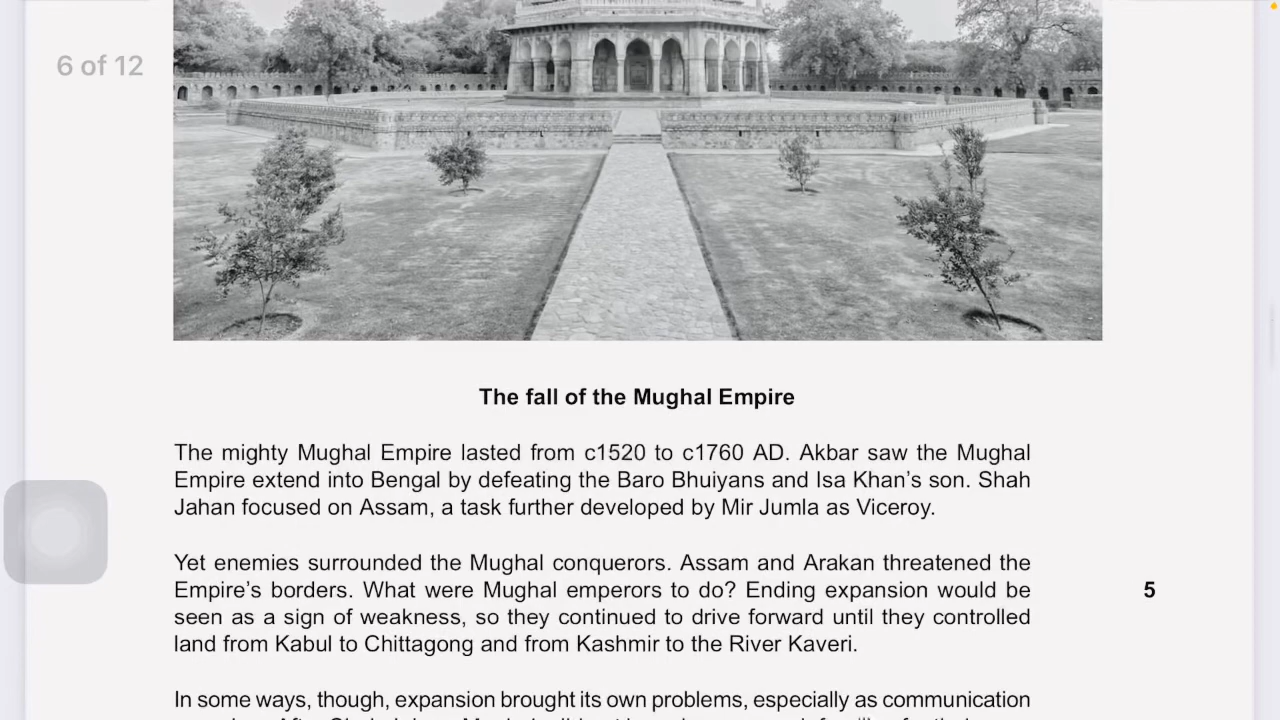 6 of 12
The fall of the Mughal Empire
The mighty Mughal Empire lasted from c1520 to c1760 AD. Akbar saw the Mughal
Empire extend into Bengal by defeating the Baro Bhuiyans and Isa Khan’s son. Shah
Jahan focused on Assam, a task further developed by Mir Jumla as Viceroy.
Yet enemies surrounded the Mughal conquerors. Assam and Arakan threatened the
Empire’s borders. What were Mughal emperors to do? Ending expansion would be
5
seen as a sign of weakness, so they continued to drive forward until they controlled
land from Kabul to Chittagong and from Kashmir to the River Kaveri.
In some ways, though, expansion brought its own problems, especially as communication